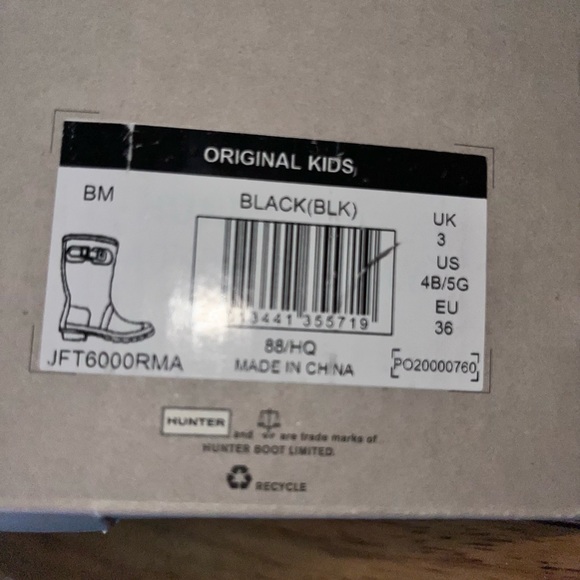 ORIGINAL KIDS
BM
BLACK(BLK)
UK
3
US
4B/5G
EU
36
3441 355719
88/HQ
JFT6000RMA
MADE IN CHINA
PO20000760
HUNTER
and are trade marks of
HUNTER BOOT LIMITED.
RECYCLE